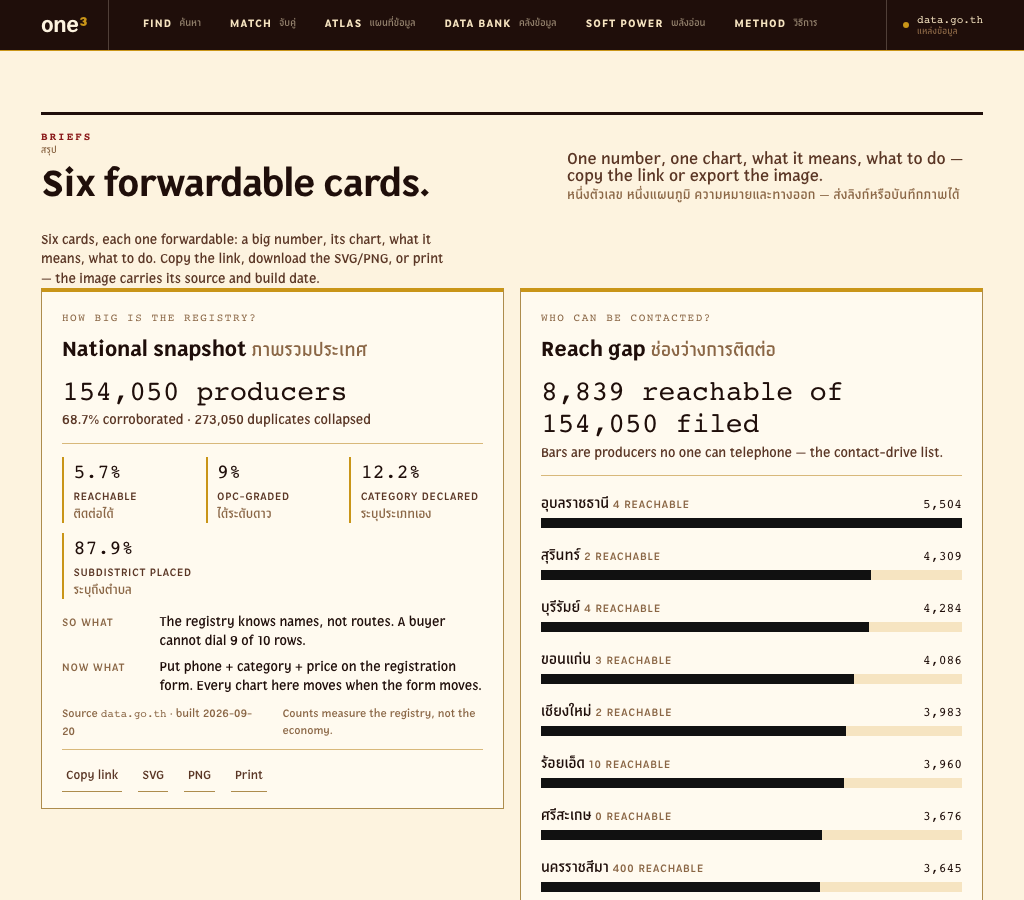 one³
FIND ค้นหา
MATCH จับคู่
ATLAS แผนที่ข้อมูล
DATA BANK คลังข้อมูล
SOFT POWER พลังอ่อน
METHOD วิธีการ
data.go.th
แหล่งข้อมูล
BRIEFS
สรุป
Six forwardable cards.
One number, one chart, what it means, what to do —
copy the link or export the image.
หนึ่งตัวเลข หนึ่งแผนภูมิ ความหมายและทางออก — ส่งลิงก์หรือบันทึกภาพได้
Six cards, each one forwardable: a big number, its chart, what it
means, what to do. Copy the link, download the SVG/PNG, or print
— the image carries its source and build date.
HOW BIG IS THE REGISTRY?
National snapshot ภาพรวมประเทศ
154,050 producers
68.7% corroborated · 273,050 duplicates collapsed
5.7%
REACHABLE
ติดต่อได้
9%
OPC-GRADED
ได้ระดับดาว
12.2%
CATEGORY DECLARED
ระบุประเภทเอง
87.9%
SUBDISTRICT PLACED
ระบุถึงตำบล
SO WHAT
The registry knows names, not routes. A buyer
cannot dial 9 of 10 rows.
NOW WHAT
Put phone + category + price on the registration
form. Every chart here moves when the form moves.
Source data.go.th · built 2026-09-
20
Counts measure the registry, not the
economy.
Copy link
SVG
PNG
Print
WHO CAN BE CONTACTED?
Reach gap ช่องว่างการติดต่อ
8,839 reachable of
154,050 filed
Bars are producers no one can telephone — the contact-drive list.
อุบลราชธานี 4 REACHABLE 5,504
สุรินทร์ 2 REACHABLE 4,309
บุรีรัมย์ 4 REACHABLE 4,284
ขอนแก่น 3 REACHABLE 4,086
เชียงใหม่ 2 REACHABLE 3,983
ร้อยเอ็ด 10 REACHABLE 3,960
ศรีสะเกษ 0 REACHABLE 3,676
นครราชสีมา 400 REACHABLE 3,645